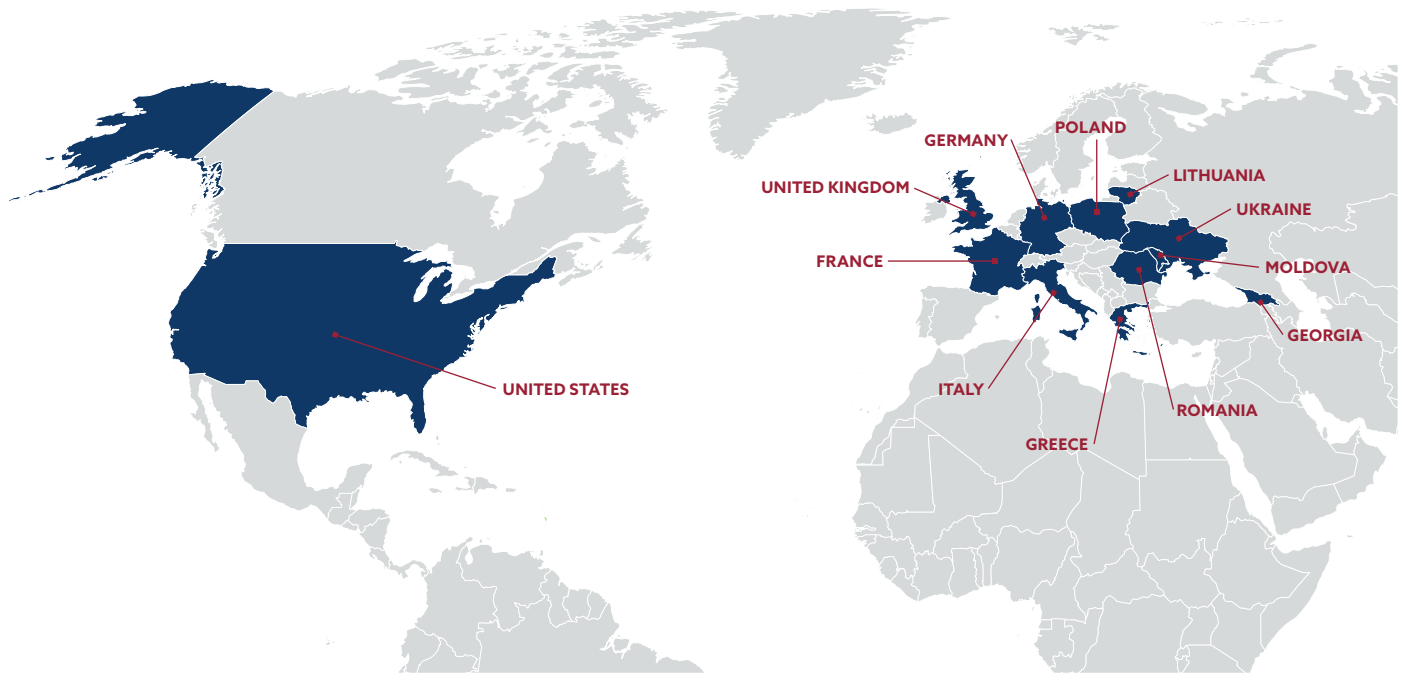 POLAND
GERMANY
LITHUANIA
UNITED KINGDOM
UKRAINE
FRANCE
MOLDOVA
GEORGIA
UNITED STATES
ITALY
ROMANIA
GREECE